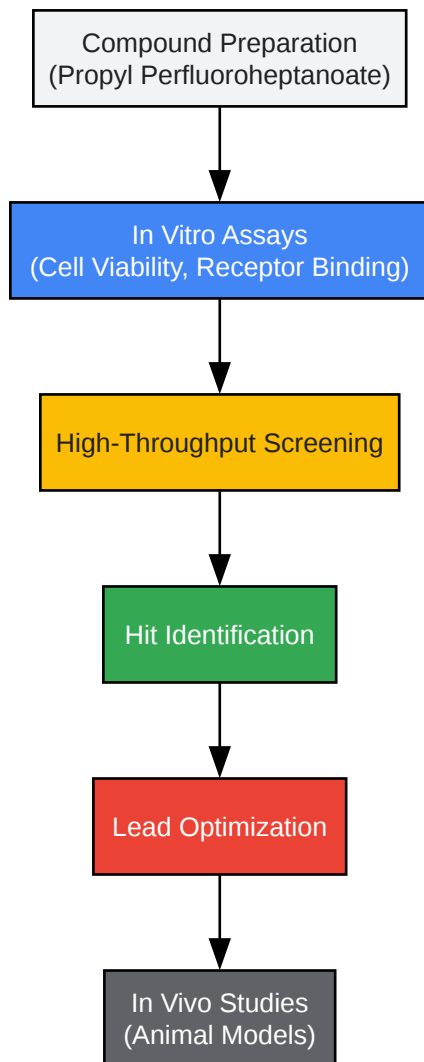 Compound Preparation
(Propyl Perfluoroheptanoate)
In Vitro Assays
(Cell Viability, Receptor Binding)
High-Throughput Screening
Hit Identification
Lead Optimization
In Vivo Studies
(Animal Models)